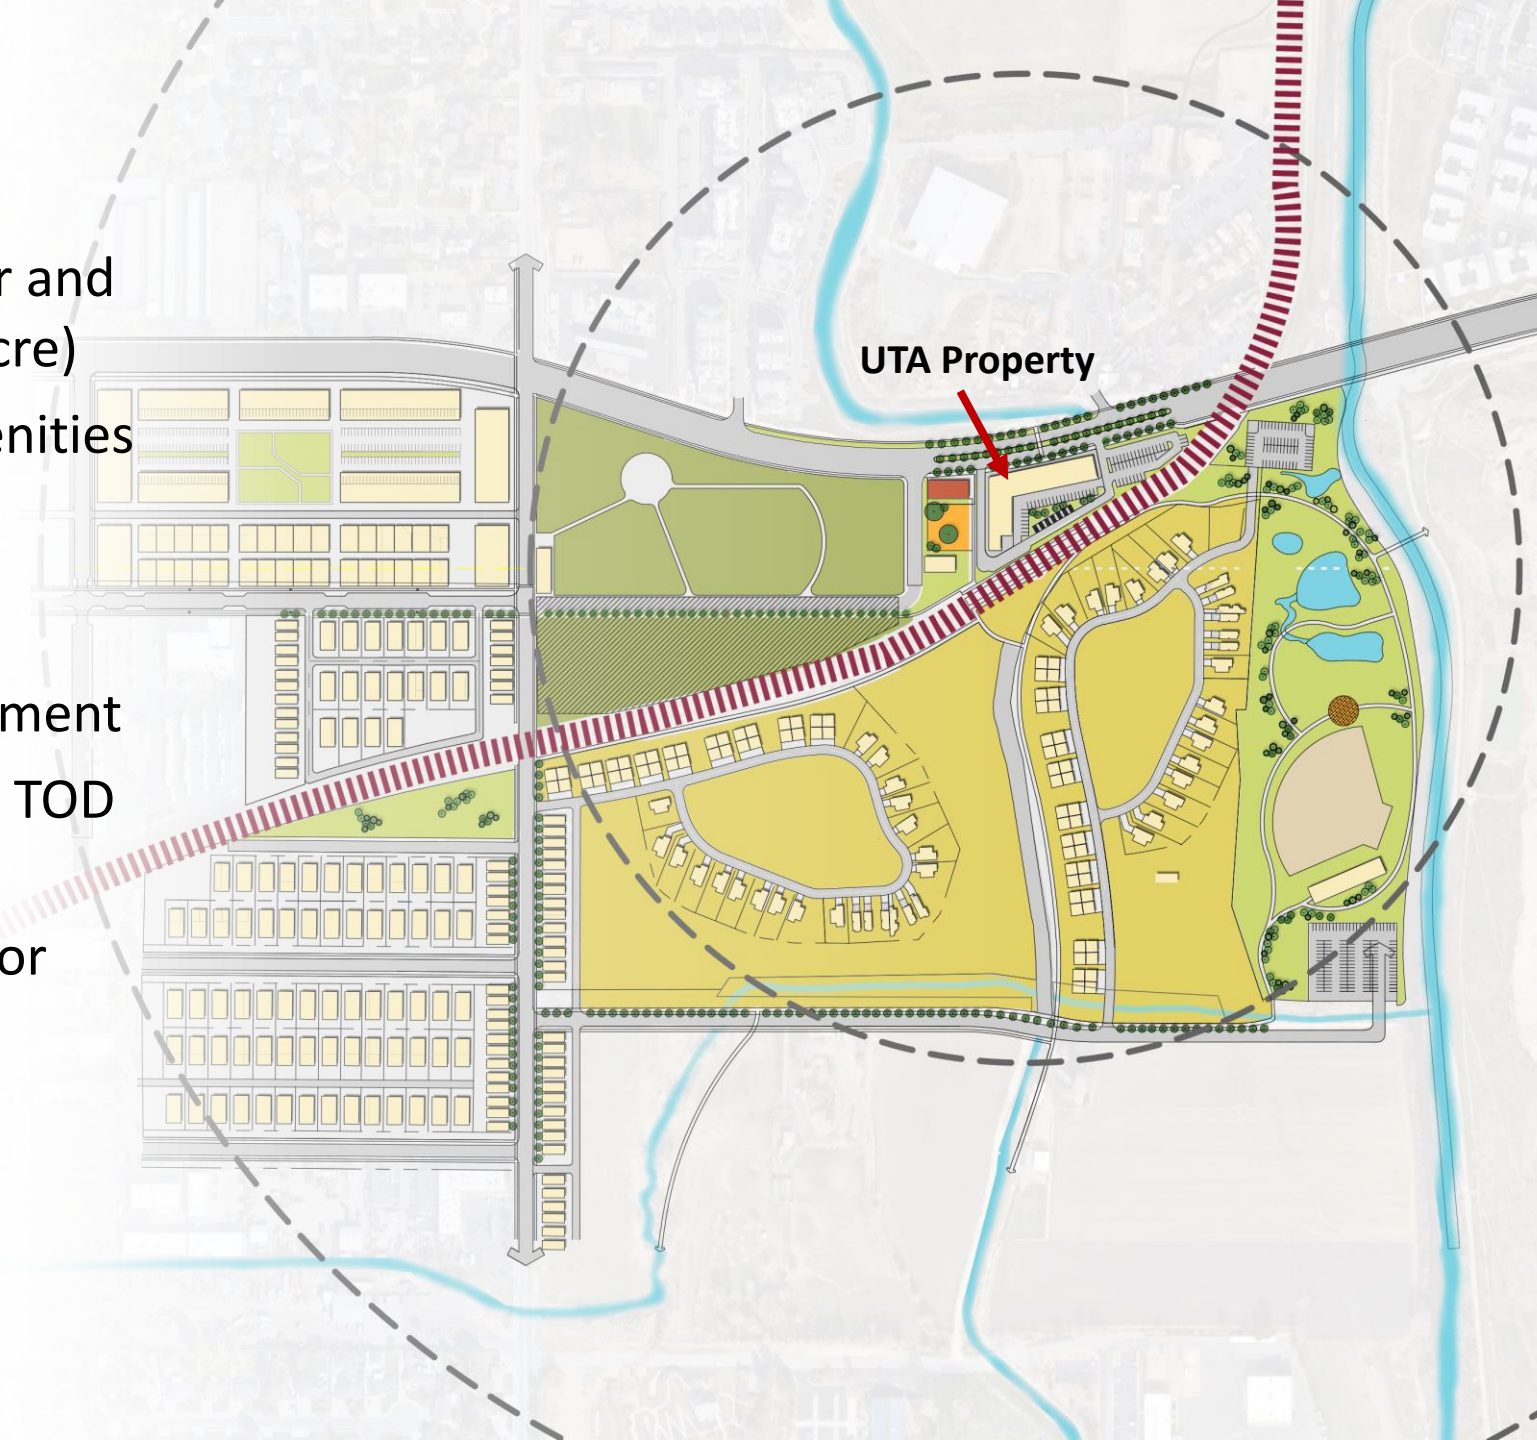 r and
cre)
enities
UTA Property
ment
TOD
or